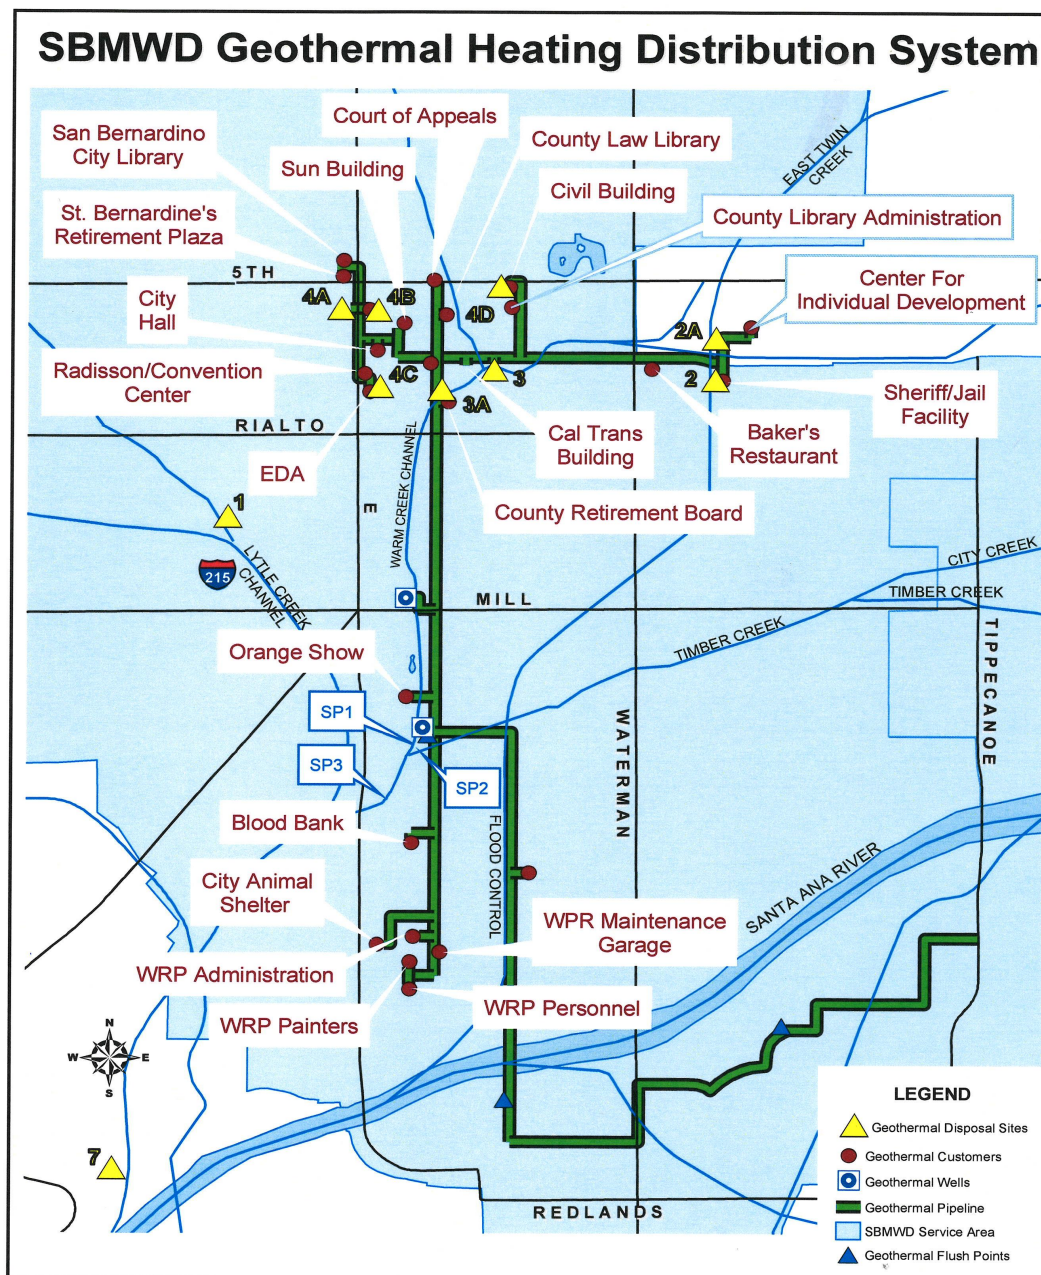 SBMWD Geothermal Heating Distribution System
Court of Appeals
San Bernardino
City Library
County Law Library
Sun Building
Civil Building
EAST TWIN
CREEK
St. Bernardine's
Retirement Plaza
County Library Administration
5TH
Center For
Individual Development
City
Hall
4A
4B
4D
2A
Radisson/Convention
Center
4C
3
2
3A
Sheriff/Jail
Facility
RIALTO
Cal Trans
Building
Baker's
Restaurant
EDA
1
E
WARM CREEK CHANNEL
County Retirement Board
215
LYTLE CREEK
CHANNEL
CITY CREEK
MILL
TIMBER CREEK
TIMBER CREEK
TIPPECANOE
Orange Show
SP1
WATERMAN
SP3
SP2
Blood Bank
FLOOD CONTROL
SANTA ANA RIVER
City Animal
Shelter
WPR Maintenance
Garage
WRP Administration
WRP Personnel
WRP Painters
N
W
E
S
7
REDLANDS
LEGEND
Geothermal Disposal Sites
Geothermal Customers
Geothermal Wells
Geothermal Pipeline
SBMWD Service Area
Geothermal Flush Points